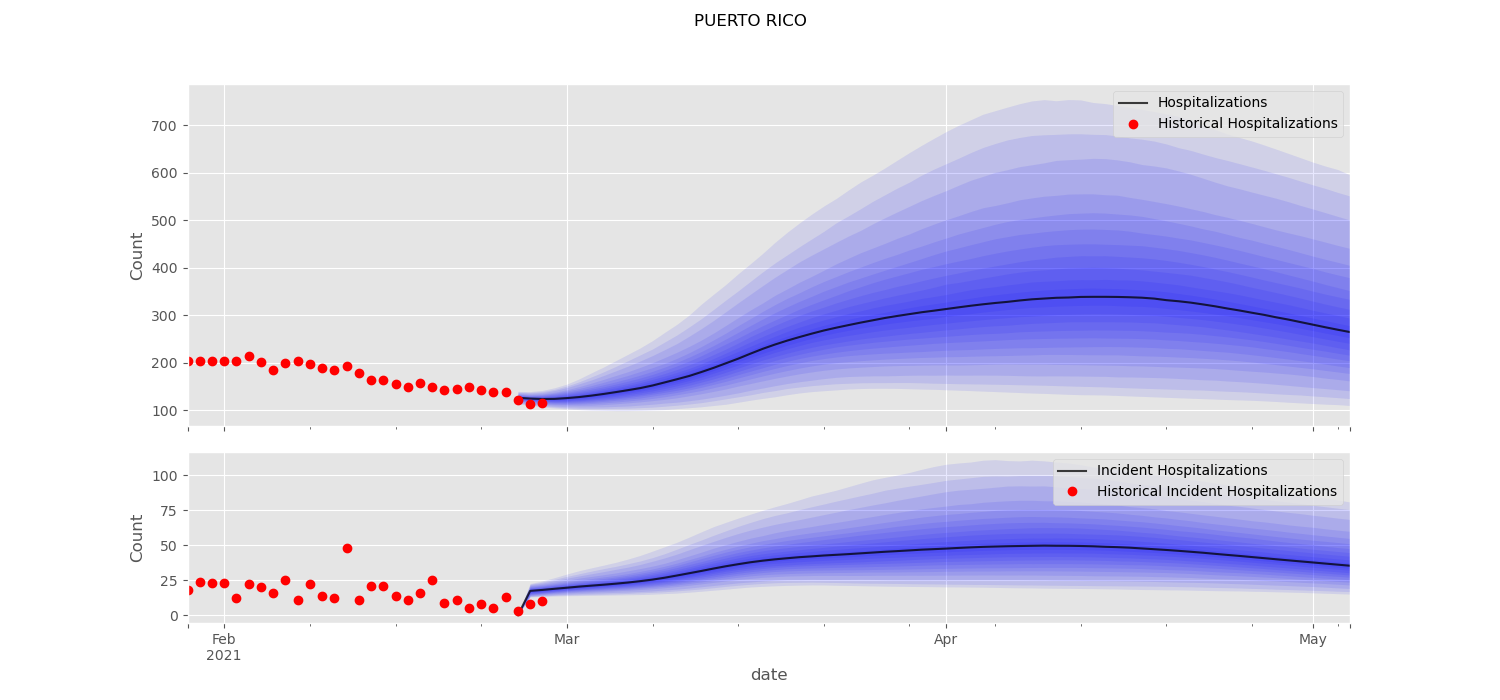 PUERTO RICO
Hospitalizations
Historical Hospitalizations
700
600
500
400
300
200
100
Count
Incident Hospitalizations
Historical Incident Hospitalizations
100
75
50
25
0
Count
Feb Mar Apr May
2021
date